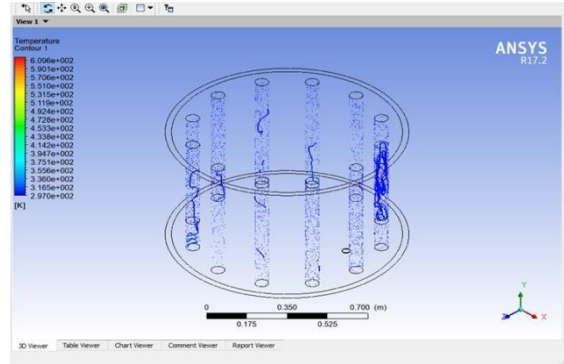 View 1
Temperature
Contour 1
6.096e+002
5.901e+002
5.706e+002
5.510e+002
5.315e+002
5.119e+002
4.924e+002
4.728e+002
4.533e+002
4.338e+002
4.142e+002
3.947e+002
3.751e+002
3.556e+002
3.360e+002
3.165e+002
2.970e+002
[K]
ANSYS
R17.2
0 0.350 0.700 (m)
0.175 0.525
Y
Z X
3D Viewer Table Viewer Chart Viewer Comment Viewer Report Viewer